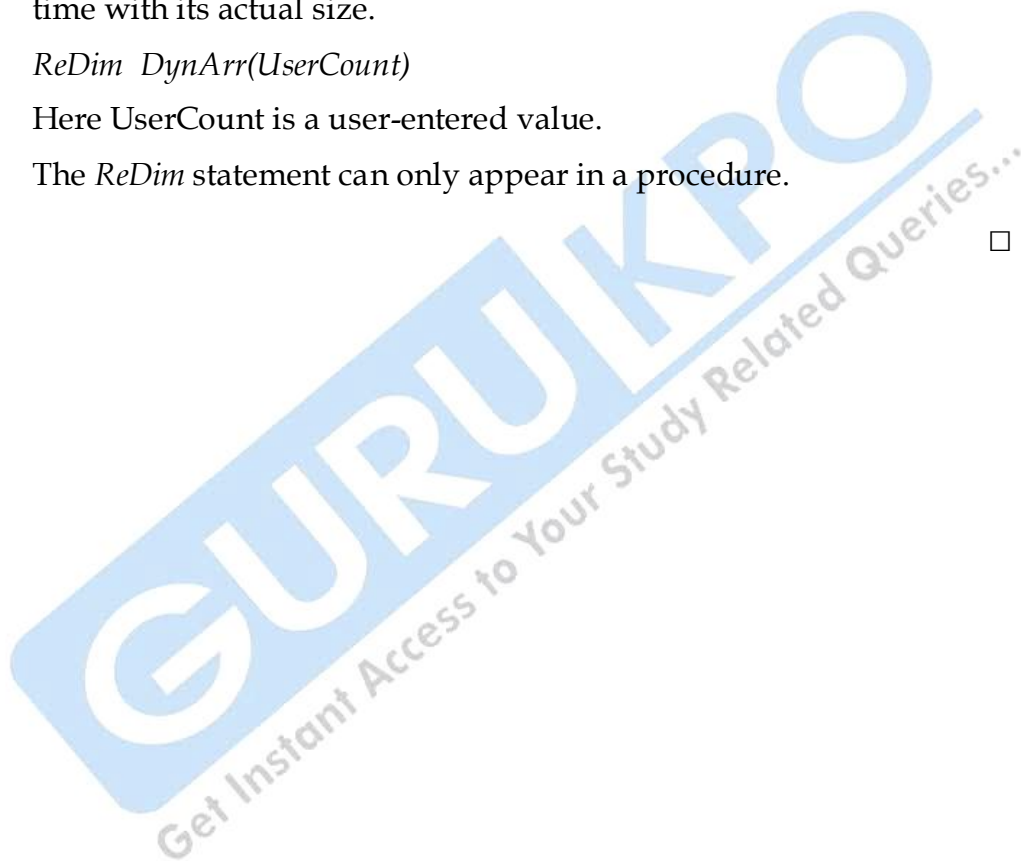 time with its actual size.
ReDim DynArr(UserCount)
Here UserCount is a user-entered value.
The ReDim statement can only appear in a procedure.
□
GURUKPO
Get Instant Access to Your Study Related Queries...